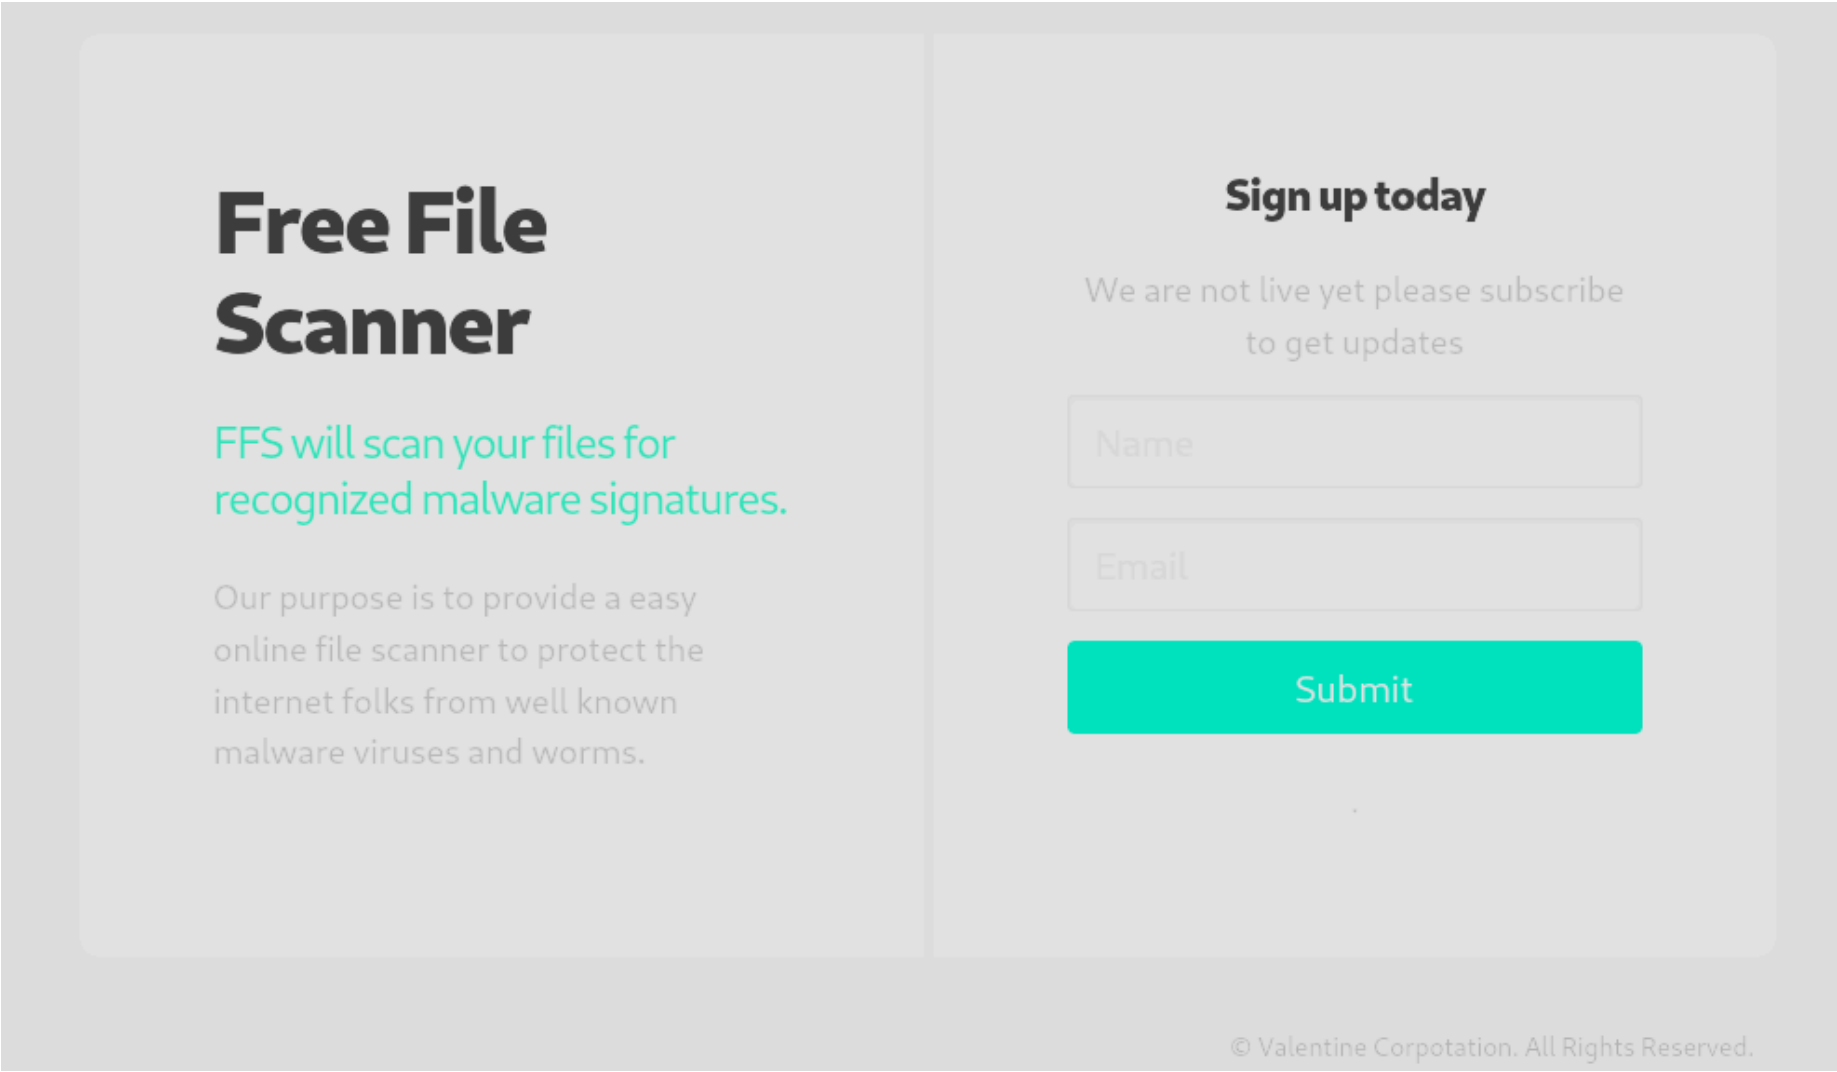 Free File
Scanner
FFS will scan your files for
recognized malware signatures.
Our purpose is to provide a easy
online file scanner to protect the
internet folks from well known
malware viruses and worms.
Sign up today
We are not live yet please subscribe
to get updates
Name
Email
Submit
.
© Valentine Corpotation. All Rights Reserved.